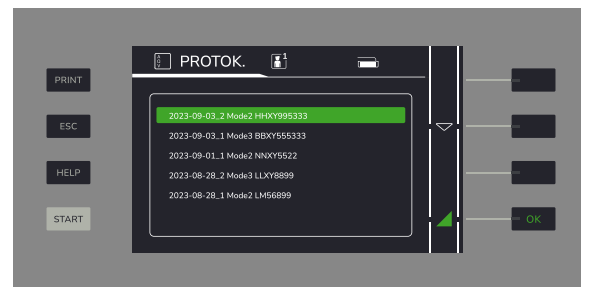 PROTOK.
1
PRINT
ESC
HELP
START
2023-09-03_2 Mode2 HHXY995333
2023-09-03_1 Mode3 BBXY555333
2023-09-01_1 Mode2 NNXY5522
2023-08-28_2 Mode3 LLXY8899
2023-08-28_1 Mode2 LM56899
OK